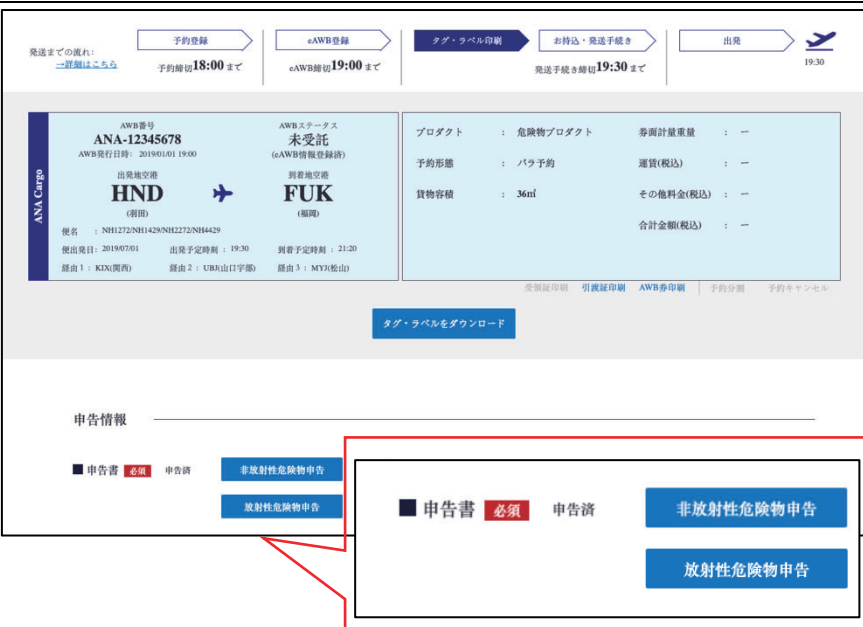 発送までの流れ:
→詳細はこちら
予約登録
予約締切18:00 まで
eAWB登録
eAWB締切19:00 まで
タグ・ラベル印刷
お持込・発送手続き
発送手続き締切19:30 まで
出発
19:30
ANA Cargo
AWB番号
ANA-12345678
AWB発行日時: 2019/01/01 19:00
AWBステータス
未受託
(eAWB情報登録済)
出発地空港
HND
(羽田)
到着地空港
FUK
(福岡)
便名 : NH1272/NH1429/NH2272/NH4429
便出発日: 2019/07/01 出発予定時刻 : 19:30 到着予定時刻 : 21:20
経由 1 : KIX(関西) 経由 2 : UBJ(山口宇部) 経由 3 : MYJ(松山)
プロダクト : 危険物プロダクト
予約形態 : バラ予約
貨物容積 : 36㎥
券面計量重量 : ー
運賃(税込) : ー
その他料金(税込) : ー
合計金額(税込) : ー
受領証印刷 引渡証印刷 AWB券印刷 予約分割 予約キャンセル
タグ・ラベルをダウンロード
申告情報
■ 申告書 必須 申告済 非放射性危険物申告
放射性危険物申告
■ 申告書 必須 申告済 非放射性危険物申告
放射性危険物申告